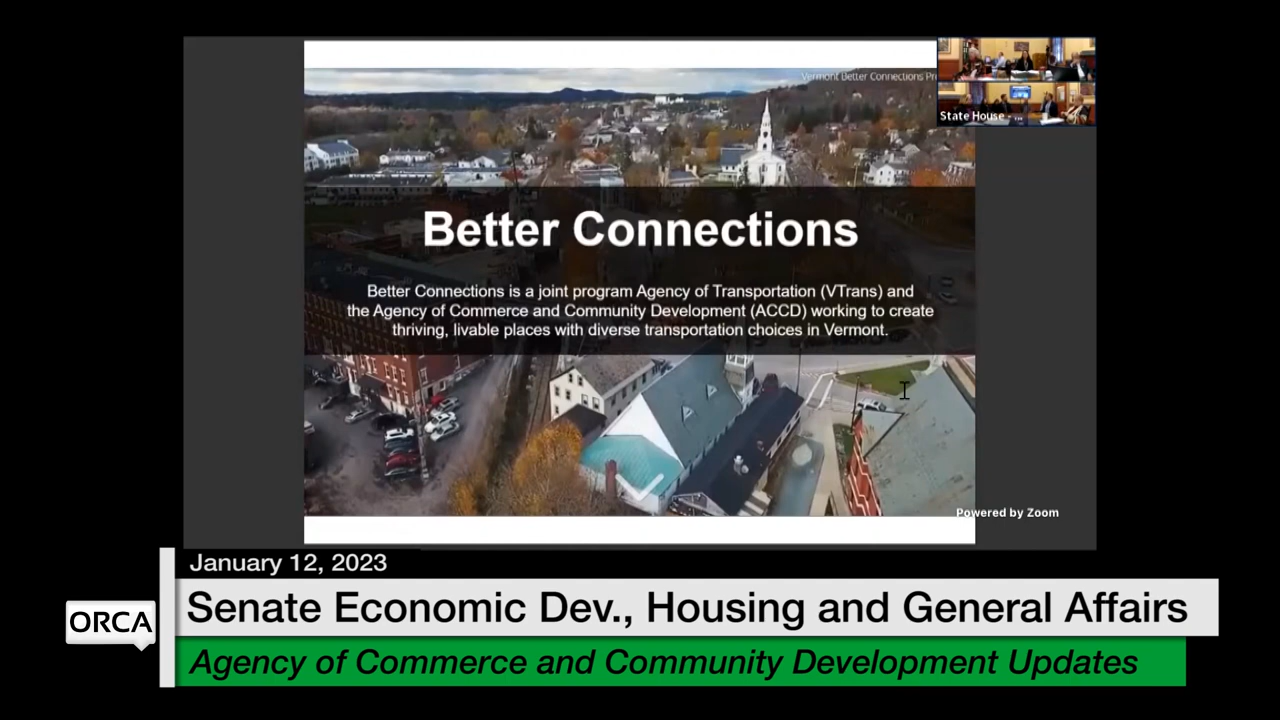 Vermont Better Connections
State House - ...
Better Connections
Better Connections is a joint program Agency of Transportation (VTrans) and
the Agency of Commerce and Community Development (ACCD) working to create
thriving, livable places with diverse transportation choices in Vermont.
Powered by Zoom
January 12, 2023
ORCA
Senate Economic Dev., Housing and General Affairs
Agency of Commerce and Community Development Updates